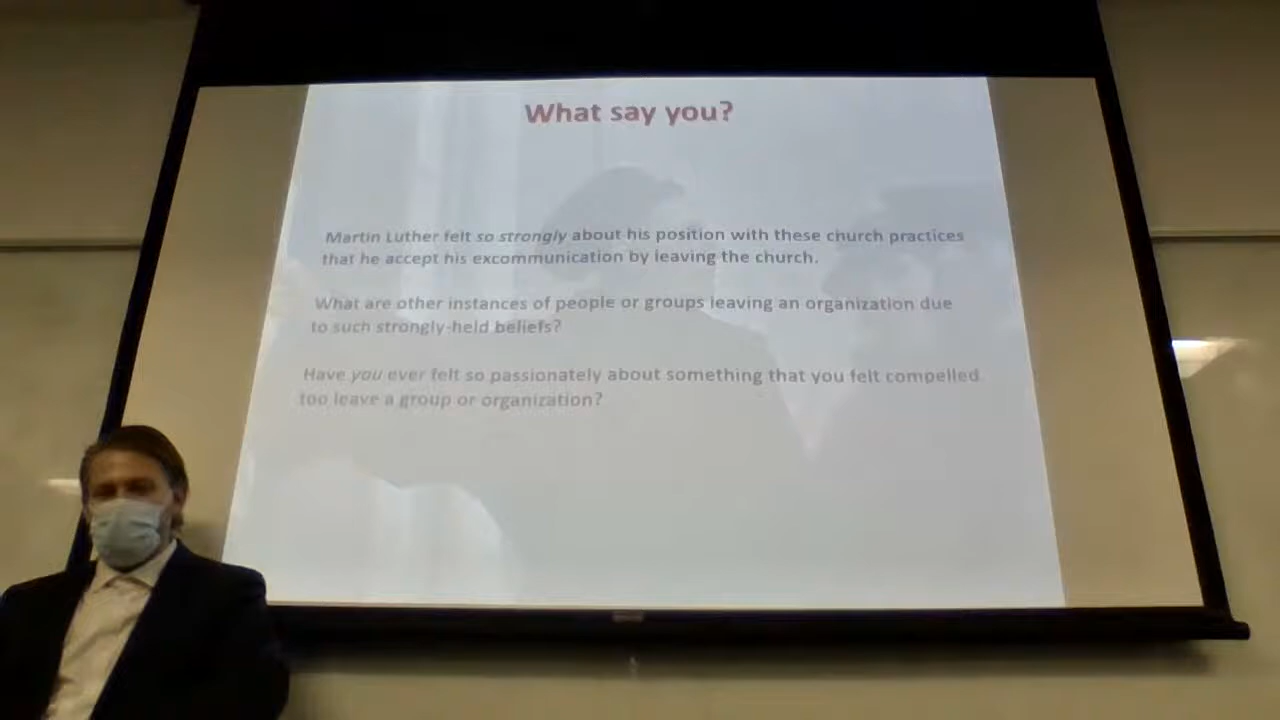 What say you?
Martin Luther felt so strongly about his position with these church practices
that he accept his excommunication by leaving the church.
What are other instances of people or groups leaving an organization due
to such strongly-held beliefs?
Have you ever felt so passionately about something that you felt compelled
too leave a group or organization?